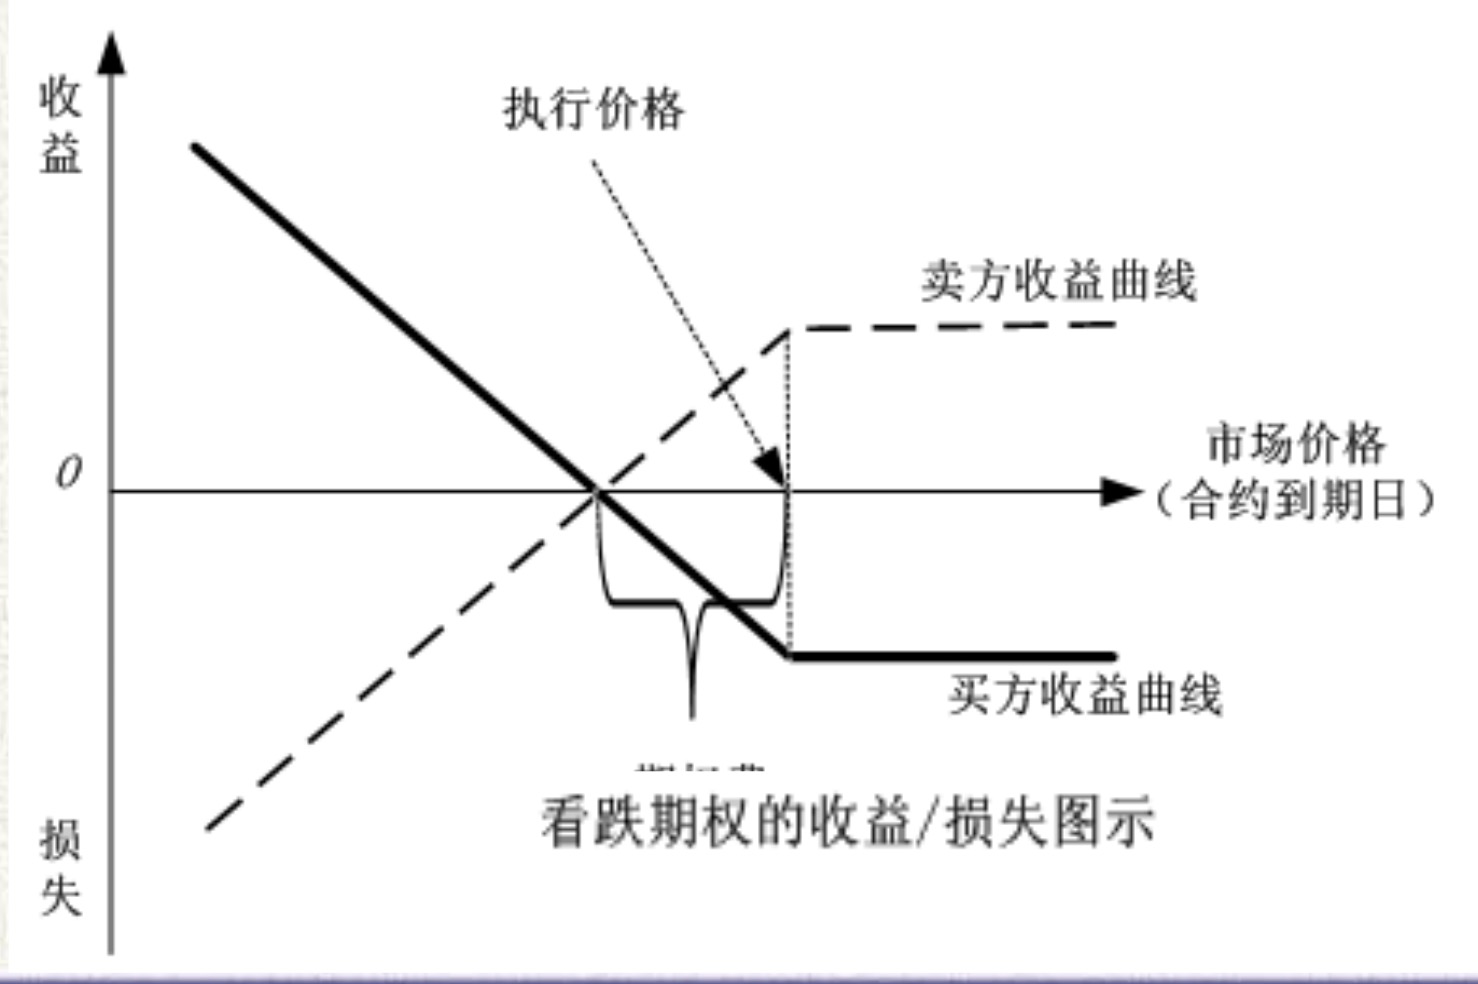 收
益
执行价格
卖方收益曲线
0
市场价格
（合约到期日）
买方收益曲线
看跌期权的收益/损失图示
损
失